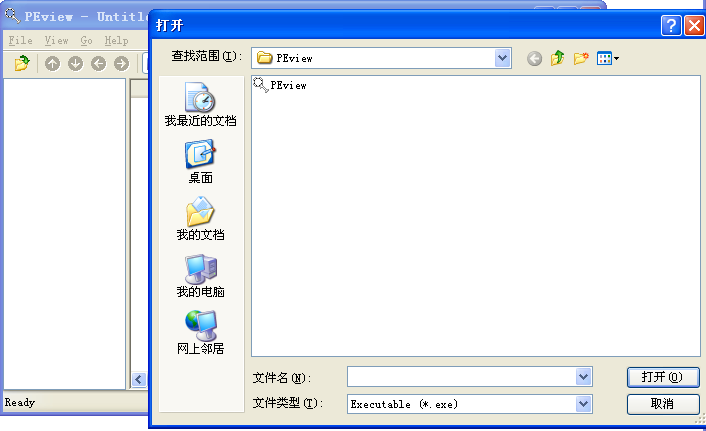 PEview - Untitle
File View Go Help
打开
查找范围(I): PEview
PEview
我最近的文档
桌面
我的文档
我的电脑
网上邻居
文件名(N): 打开(O)
文件类型(T): Executable (*.exe) 取消
Ready